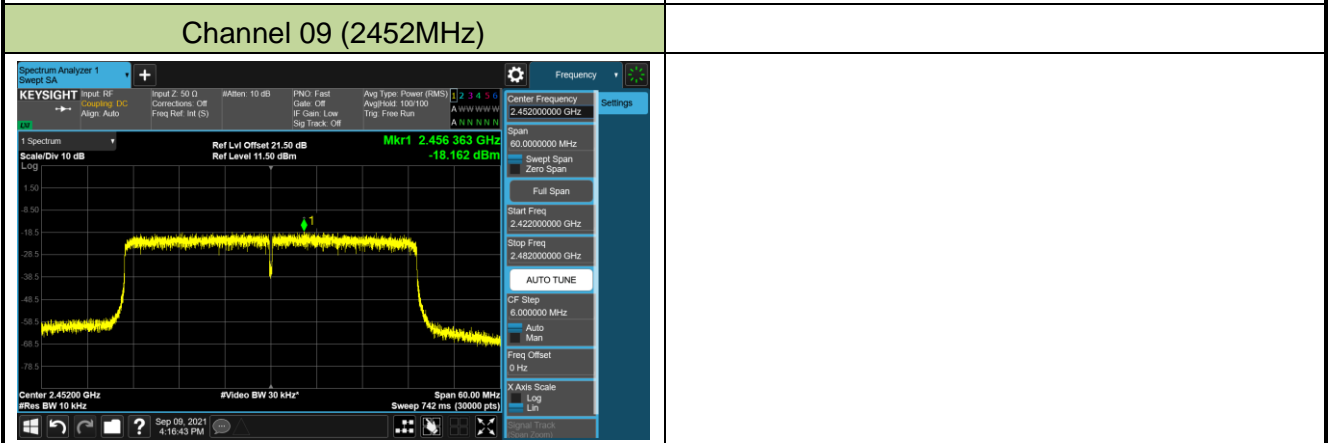 Channel 09 (2452MHz)
Spectrum Analyzer 1
Swept SA
Frequency
KEYSIGHT
Input: RF
Coupling: DC
Align: Auto
Input Z: 50 Ω
Corrections: Off
Freq Ref: Int (S)
#Atten: 10 dB
PNO: Fast
Gate: Off
IF Gain: Low
Sig Track: Off
Avg Type: Power (RMS)
Avg|Hold: 100/100
Trig: Free Run
1 2 3 4 5 6
A W W W W W
A N N N N N
Settings
1 Spectrum
Scale/Div 10 dB
Log
Ref Lvl Offset 21.50 dB
Ref Level 11.50 dBm
Mkr1 2.456 363 GHz
-18.162 dBm
1.50
-8.50
-18.5
-28.5
-38.5
-48.5
-58.5
-68.5
-78.5
1
Center 2.45200 GHz
#Res BW 10 kHz
#Video BW 30 kHz*
Span 60.00 MHz
Sweep 742 ms (30000 pts)
Center Frequency
2.452000000 GHz
Span
60.0000000 MHz
Swept Span
Zero Span
Full Span
Start Freq
2.422000000 GHz
Stop Freq
2.482000000 GHz
AUTO TUNE
CF Step
6.000000 MHz
Auto
Man
Freq Offset
0 Hz
X Axis Scale
Log
Lin
Signal Track
(Span Zoom)
Sep 09, 2021
4:16:43 PM